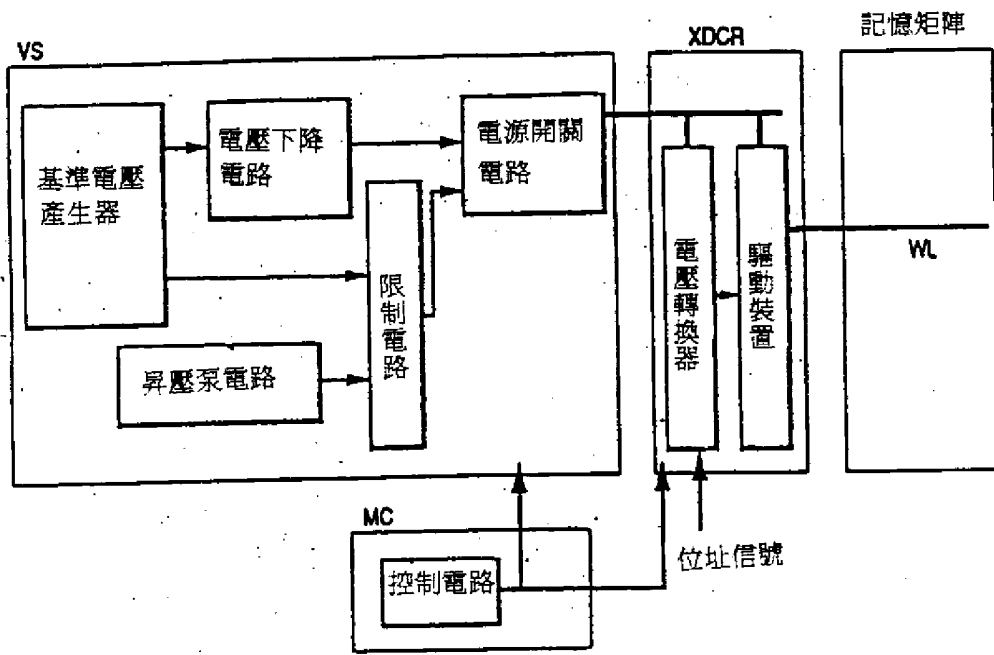 VS
XDCR
記憶矩陣
基準電壓
產生器
電壓下降
電路
電源開關
電路
限制電路
昇壓泵電路
電壓轉換器
驅動裝置
WL
MC
控制電路
位址信號